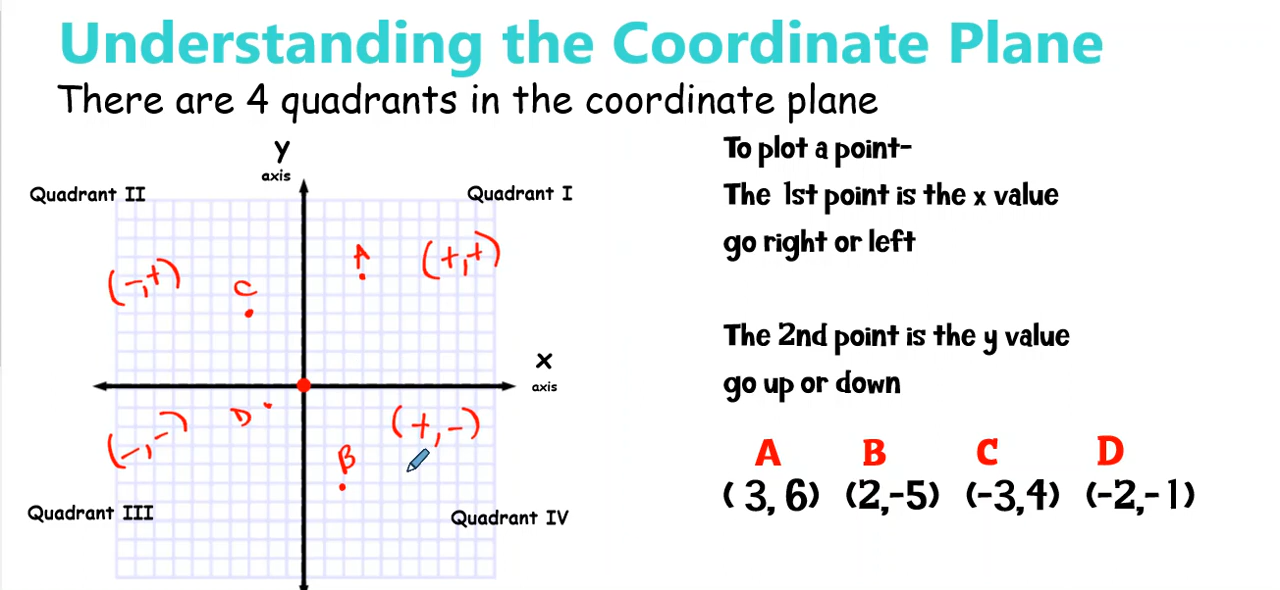 Understanding the Coordinate Plane
There are 4 quadrants in the coordinate plane
y
axis
Quadrant II
Quadrant I
A
(+,+)
(-,+)
C
x
axis
D
(+,-)
(-,-)
B
Quadrant III
Quadrant IV
To plot a point-
The 1st point is the x value
go right or left
The 2nd point is the y value
go up or down
A B C D
( 3, 6) (2,-5) (-3,4) (-2,-1)